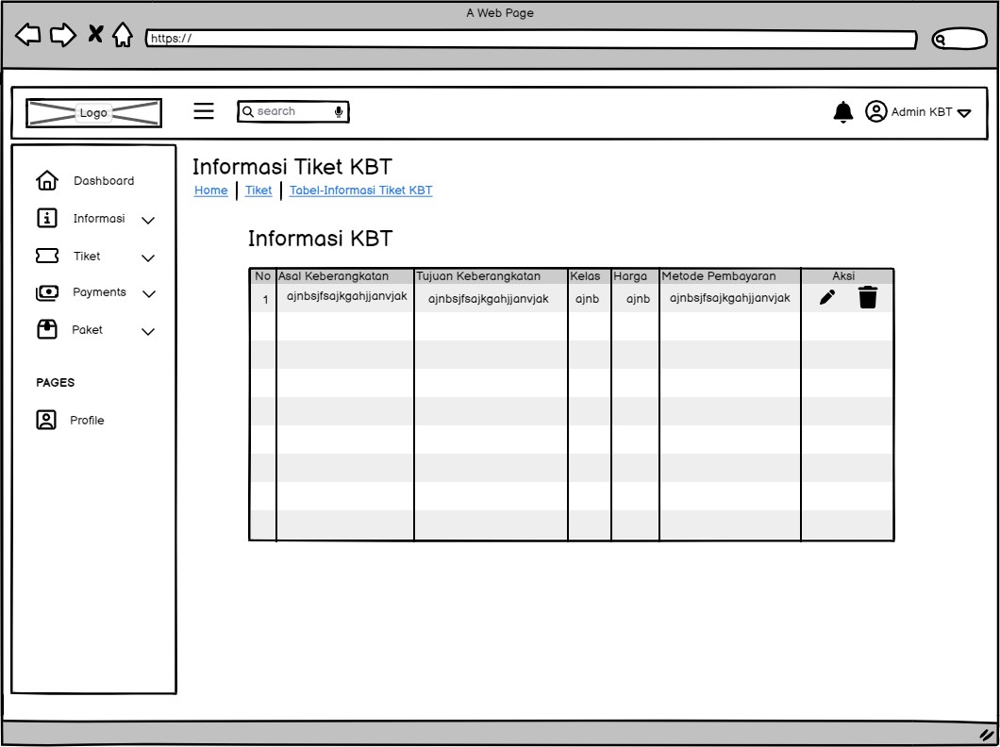 A Web Page
https://
Logo
search
Admin KBT
Dashboard
Informasi
Tiket
Payments
Paket
PAGES
Profile
Informasi Tiket KBT
Home | Tiket | Tabel-Informasi Tiket KBT
Informasi KBT
No Asal Keberangkatan Tujuan Keberangkatan Kelas Harga Metode Pembayaran Aksi
1 ajnbsjfsajkgahjjanvjak ajnbsjfsajkgahjjanvjak ajnb ajnb ajnbsjfsajkgahjjanvjak